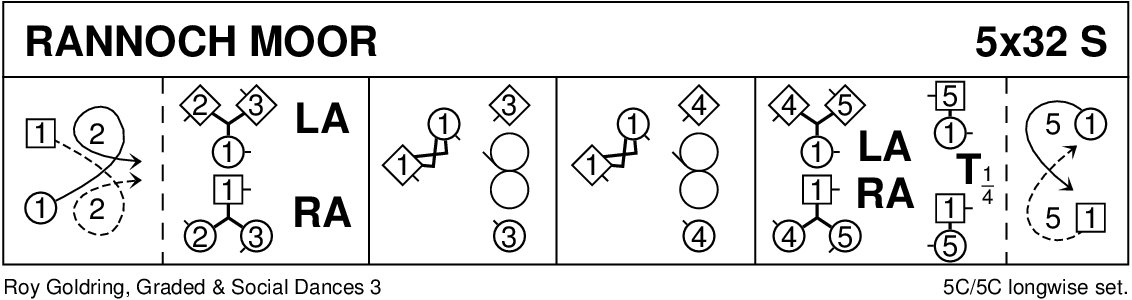 RANNOCH MOOR 5x32 S
1 2 2 3 LA 1 3 1 4 4 5 5 5 1
1 LA 1
1 1 1 RA T 1/4
1 2 RA 1 5 1
2 3 3 4 4 5 5
Roy Goldring, Graded & Social Dances 3 5C/5C longwise set.